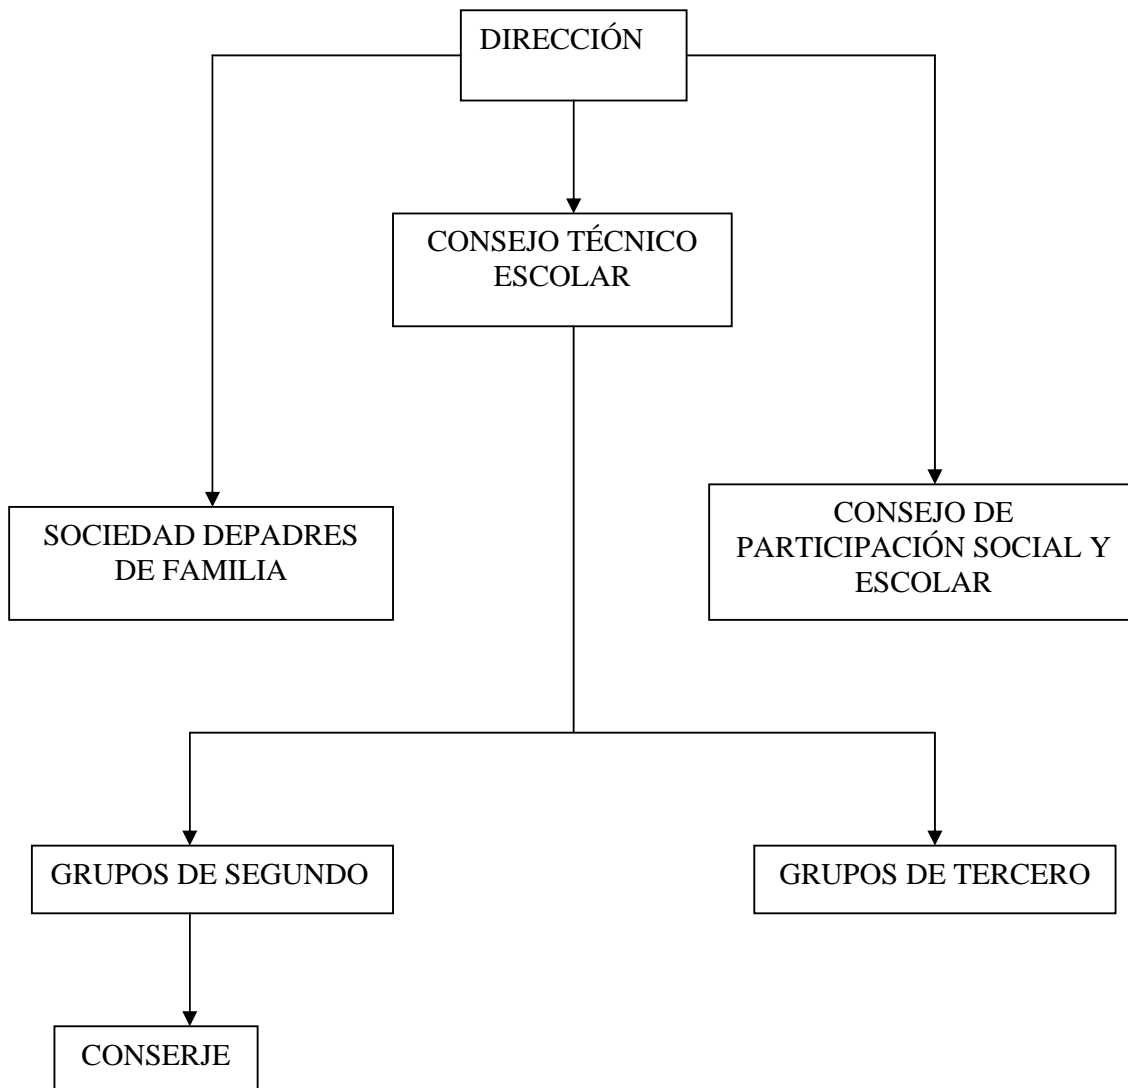 DIRECCIÓN
CONSEJO TÉCNICO
ESCOLAR
SOCIEDAD DEPADRES
DE FAMILIA
CONSEJO DE
PARTICIPACIÓN SOCIAL Y
ESCOLAR
GRUPOS DE SEGUNDO
GRUPOS DE TERCERO
CONSERJE